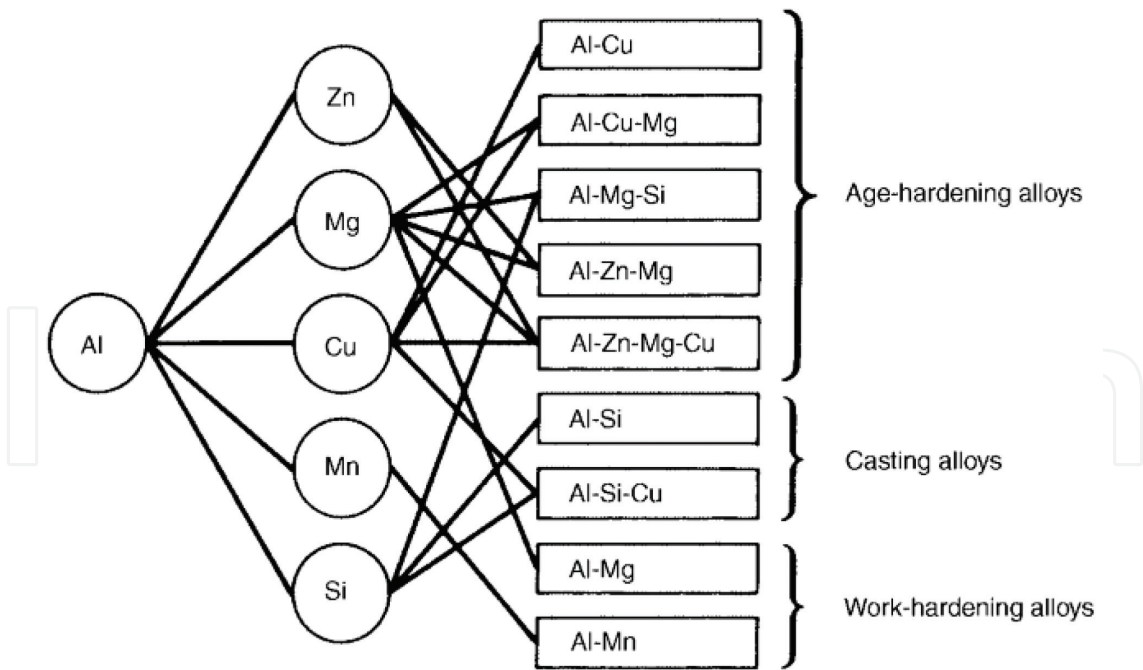 Al
Zn
Mg
Cu
Mn
Si
Al-Cu
Al-Cu-Mg
Al-Mg-Si
Al-Zn-Mg
Al-Zn-Mg-Cu
Al-Si
Al-Si-Cu
Al-Mg
Al-Mn
Age-hardening alloys
Casting alloys
Work-hardening alloys